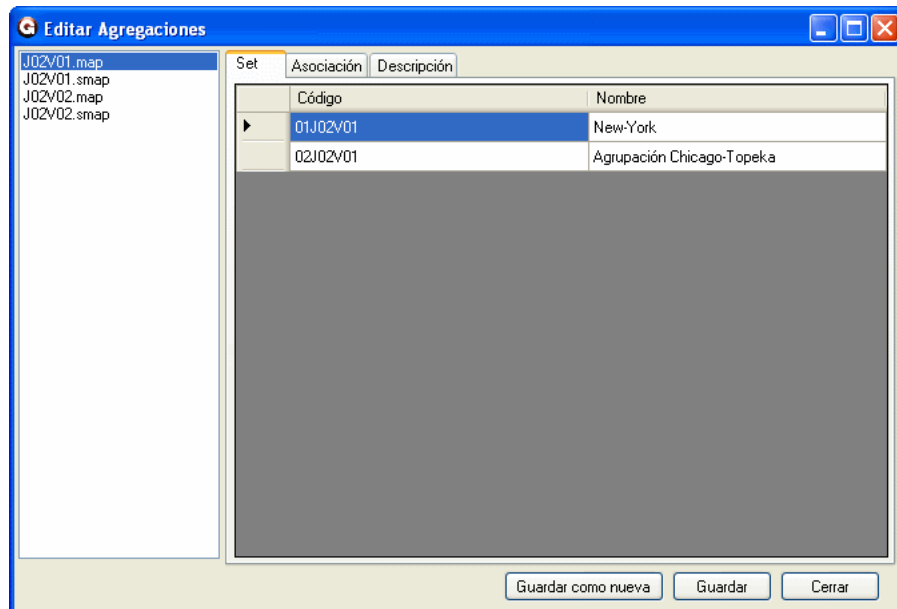 Editar Agregaciones
J02V01.map
J02V01.smap
J02V02.map
J02V02.smap
Set Asociación Descripción
Código Nombre
01J02V01 New-York
02J02V01 Agrupación Chicago-Topeka
Guardar como nueva Guardar Cerrar